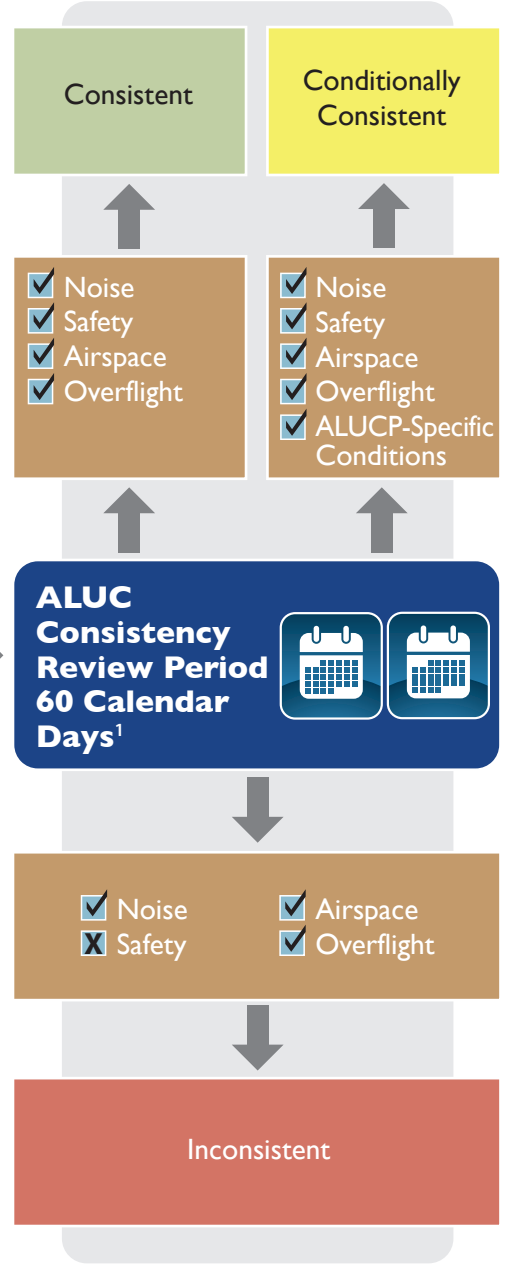 Consistent
Conditionally
Consistent
Noise
Safety
Airspace
Overflight
Noise
Safety
Airspace
Overflight
ALUCP-Specific
Conditions
ALUC
Consistency
Review Period
60 Calendar
Days1
Noise
X Safety
Airspace
Overflight
Inconsistent